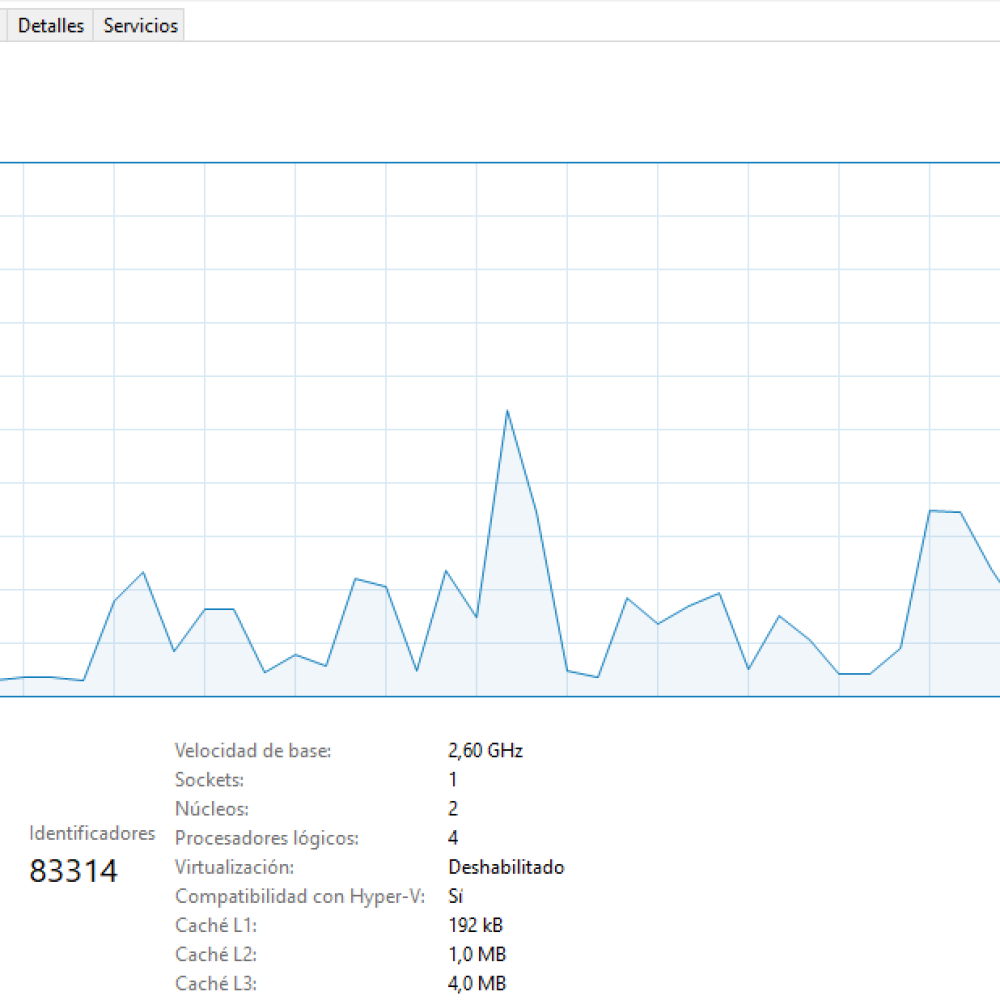 Detalles
Servicios
Identificadores
83314
Velocidad de base: 2,60 GHz
Sockets: 1
Núcleos: 2
Procesadores lógicos: 4
Virtualización: Deshabilitado
Compatibilidad con Hyper-V: Sí
Caché L1: 192 kB
Caché L2: 1,0 MB
Caché L3: 4,0 MB